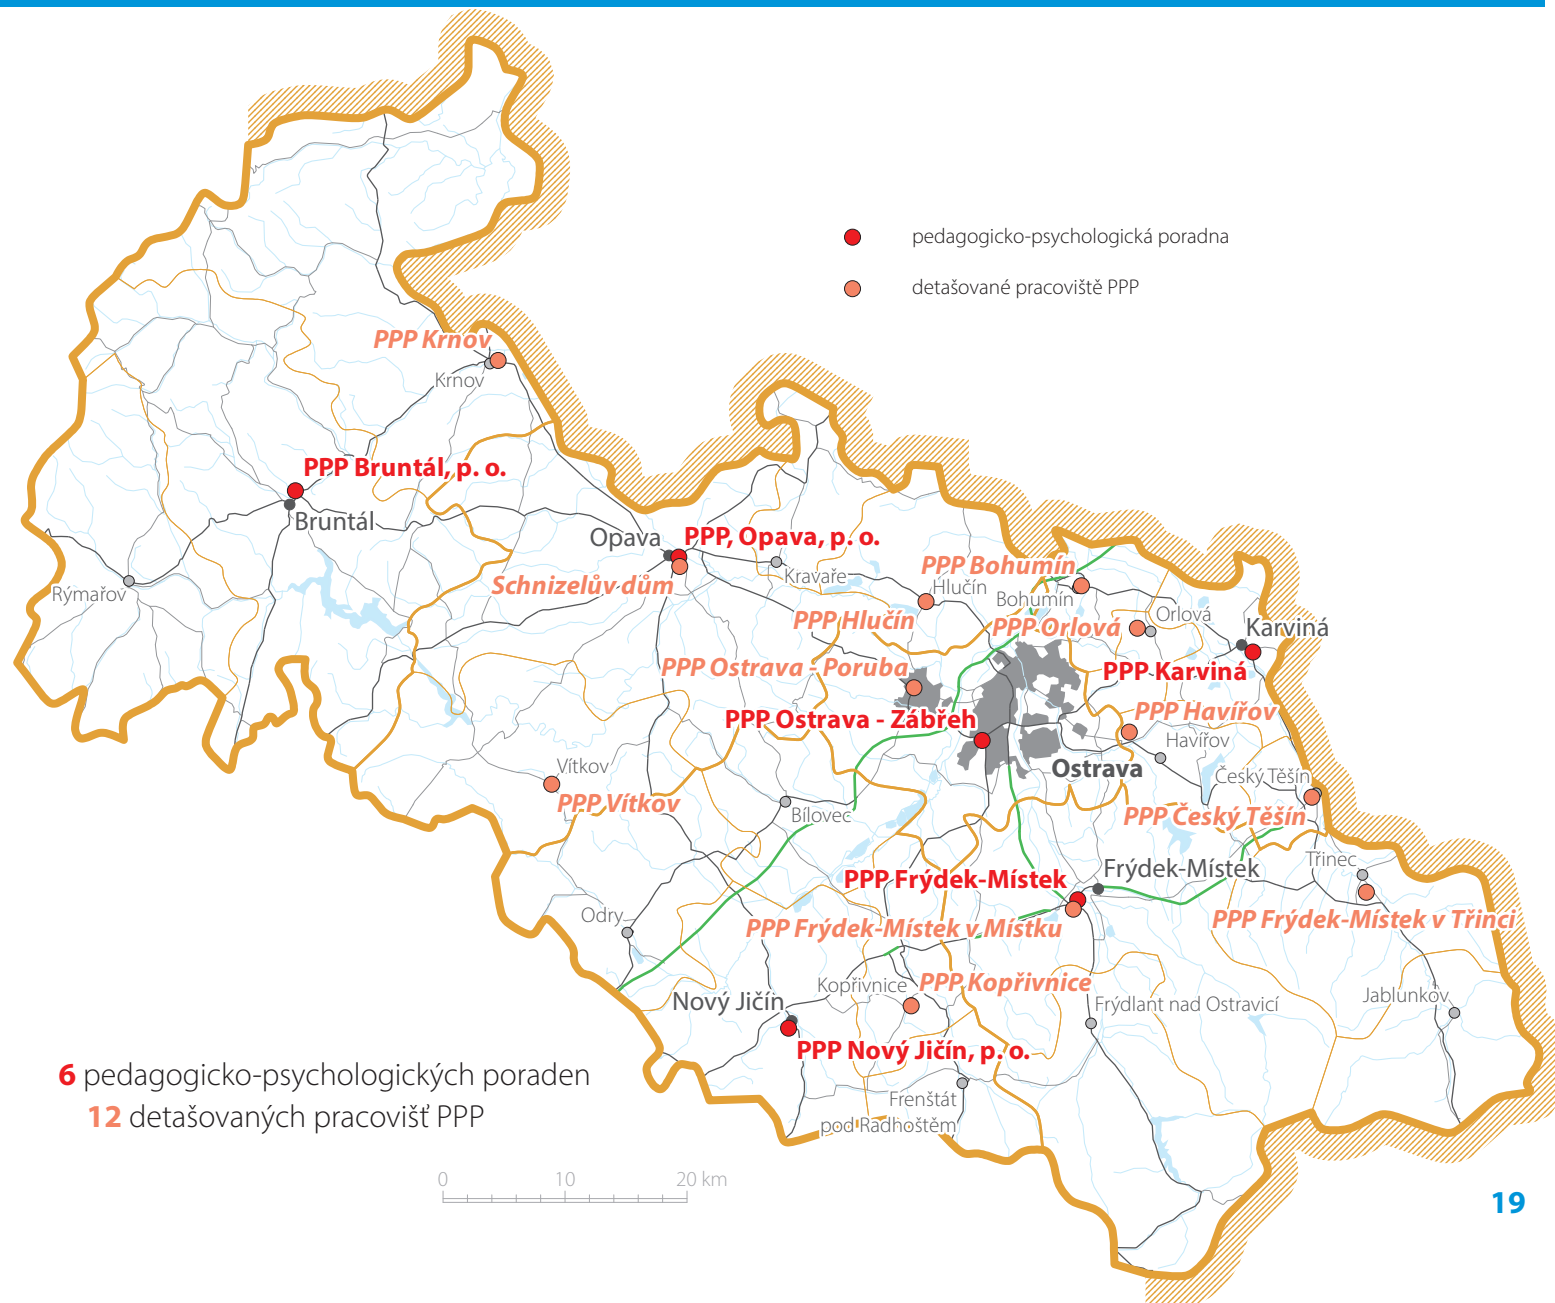 pedagogicko-psychologická poradna
detašované pracoviště PPP
PPP Krnov
Krnov
PPP Bruntál, p. o.
Bruntál
Rýmařov
Opava
PPP, Opava, p. o.
Schnizelův dům
Kravaře
PPP Bohumín
Hlučín
Bohumín
PPP Hlučín
PPP Orlová
Orlová
Karviná
PPP Karviná
PPP Ostrava - Poruba
PPP Ostrava - Zábřeh
PPP Havířov
Havířov
Ostrava
Vítkov
PPP Vítkov
Český Těšín
PPP Český Těšín
Bílovec
Třinec
Frýdek-Místek
PPP Frýdek-Místek
PPP Frýdek-Místek v Místku
PPP Frýdek-Místek v Třinci
Odry
Kopřivnice
PPP Kopřivnice
Nový Jičín
Frýdlant nad Ostravicí
Jablunkov
PPP Nový Jičín, p. o.
Frenštát
pod Radhoštěm
6 pedagogicko-psychologických poraden
12 detašovaných pracovišť PPP
0 10 20 km
19